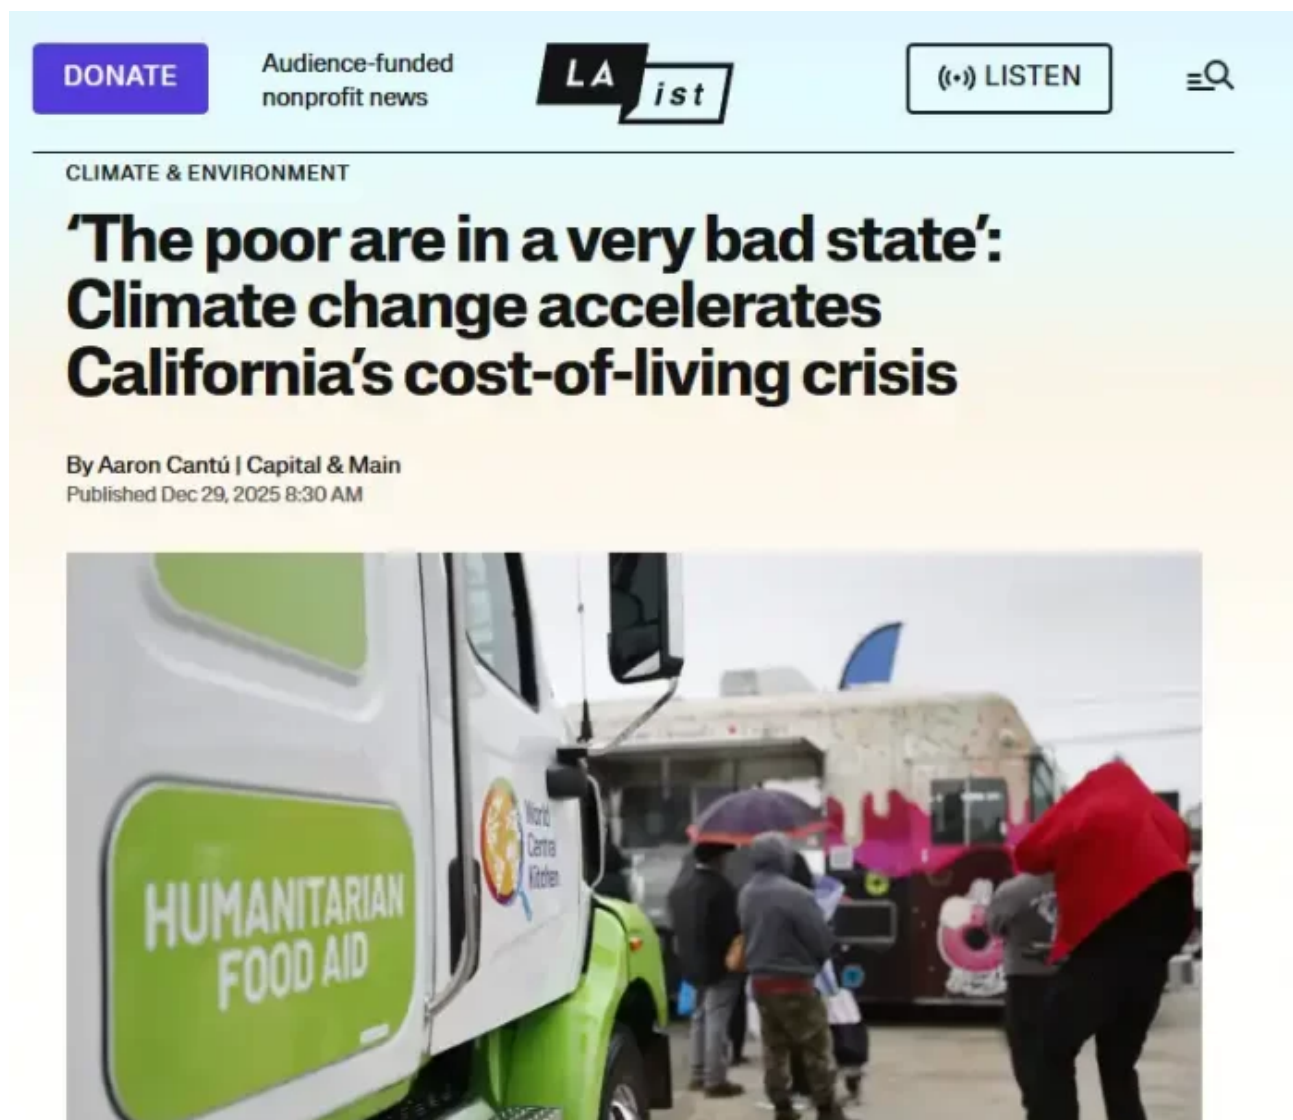 DONATE
Audience-funded
nonprofit news
LA
ist
LISTEN
CLIMATE & ENVIRONMENT
‘The poor are in a very bad state’:
Climate change accelerates
California’s cost-of-living crisis
By Aaron Cantú | Capital & Main
Published Dec 29, 2025 8:30 AM
HUMANITARIAN
FOOD AID
World
Central
Kitchen